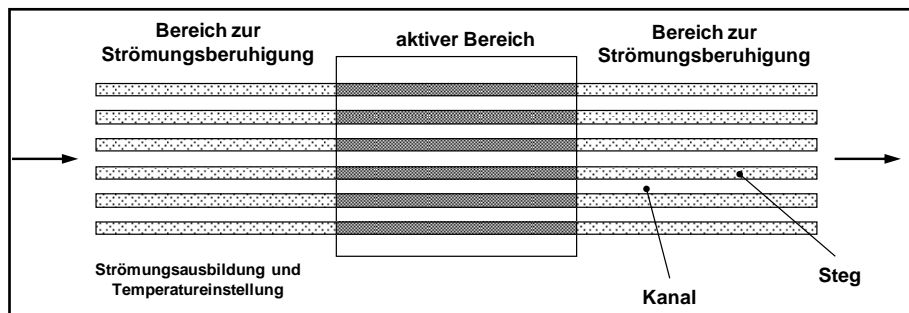 Bereich zur
Strömungsberuhigung
aktiver Bereich
Bereich zur
Strömungsberuhigung
Strömungsausbildung und
Temperatureinstellung
Kanal
Steg